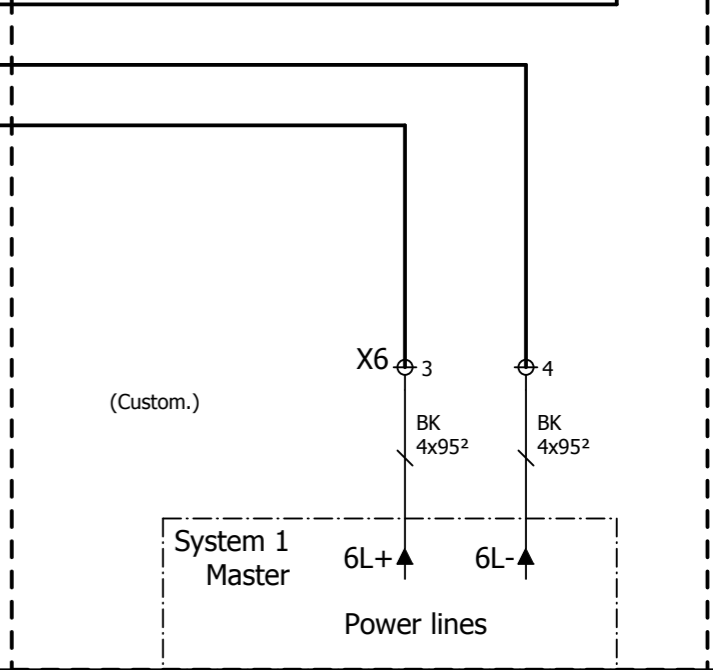 X6 3 4
(Custom.)
BK BK
4x95² 4x95²
System 1
Master
6L+ 6L-
Power lines